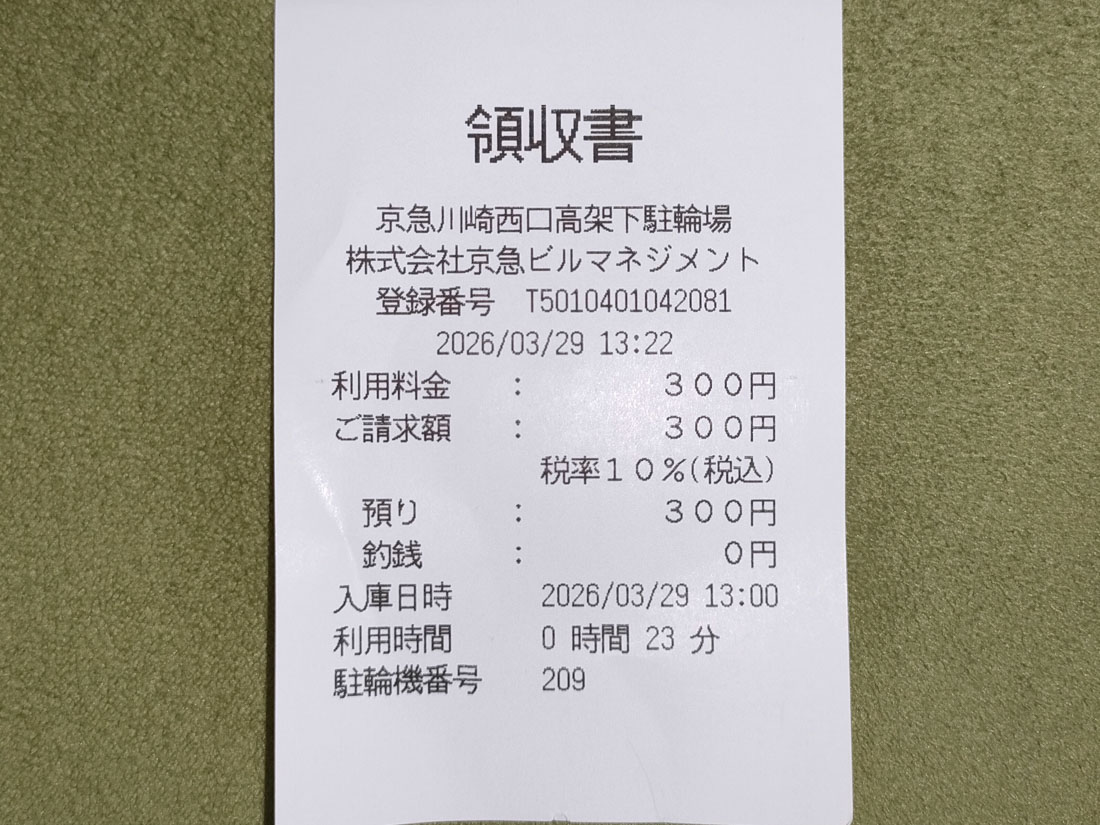 領収書
京急川崎西口高架下駐輪場
株式会社京急ビルマネジメント
登録番号 T5010401042081
2026/03/29 13:22
利用料金 : 300円
ご請求額 : 300円
税率10%(税込)
預り : 300円
釣銭 : 0円
入庫日時 2026/03/29 13:00
利用時間 0 時間 23 分
駐輪機番号 209